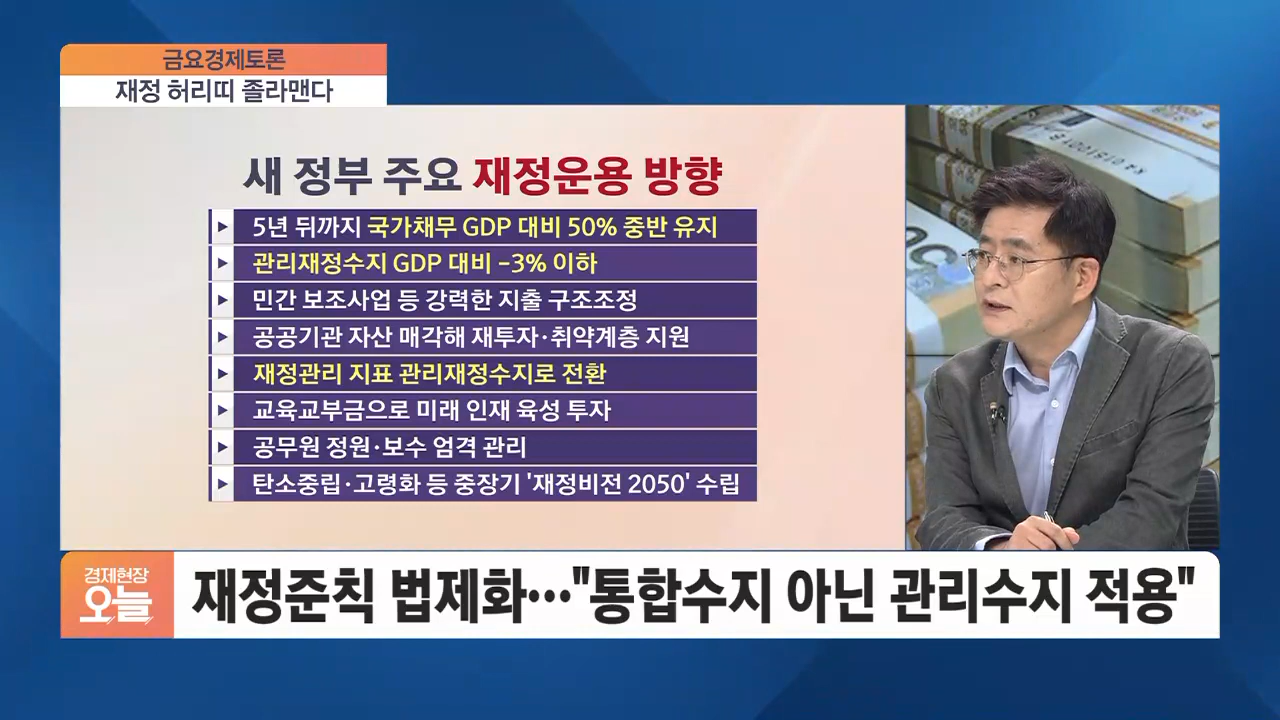 금요경제토론
재정 허리띠 졸라맨다
새 정부 주요 재정운용 방향
▶ 5년 뒤까지 국가채무 GDP 대비 50% 중반 유지
▶ 관리재정수지 GDP 대비 -3% 이하
▶ 민간 보조사업 등 강력한 지출 구조조정
▶ 공공기관 자산 매각해 재투자·취약계층 지원
▶ 재정관리 지표 관리재정수지로 전환
▶ 교육교부금으로 미래 인재 육성 투자
▶ 공무원 정원·보수 엄격 관리
▶ 탄소중립·고령화 등 중장기 '재정비전 2050' 수립
경제현장
오늘
재정준칙 법제화…"통합수지 아닌 관리수지 적용"